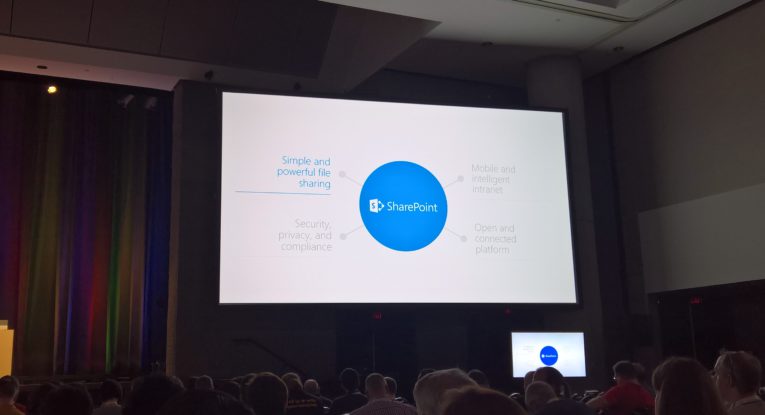 Simple and
powerful file
sharing
Mobile and
intelligent
intranet
SharePoint
Security,
privacy, and
compliance
Open and
connected
platform